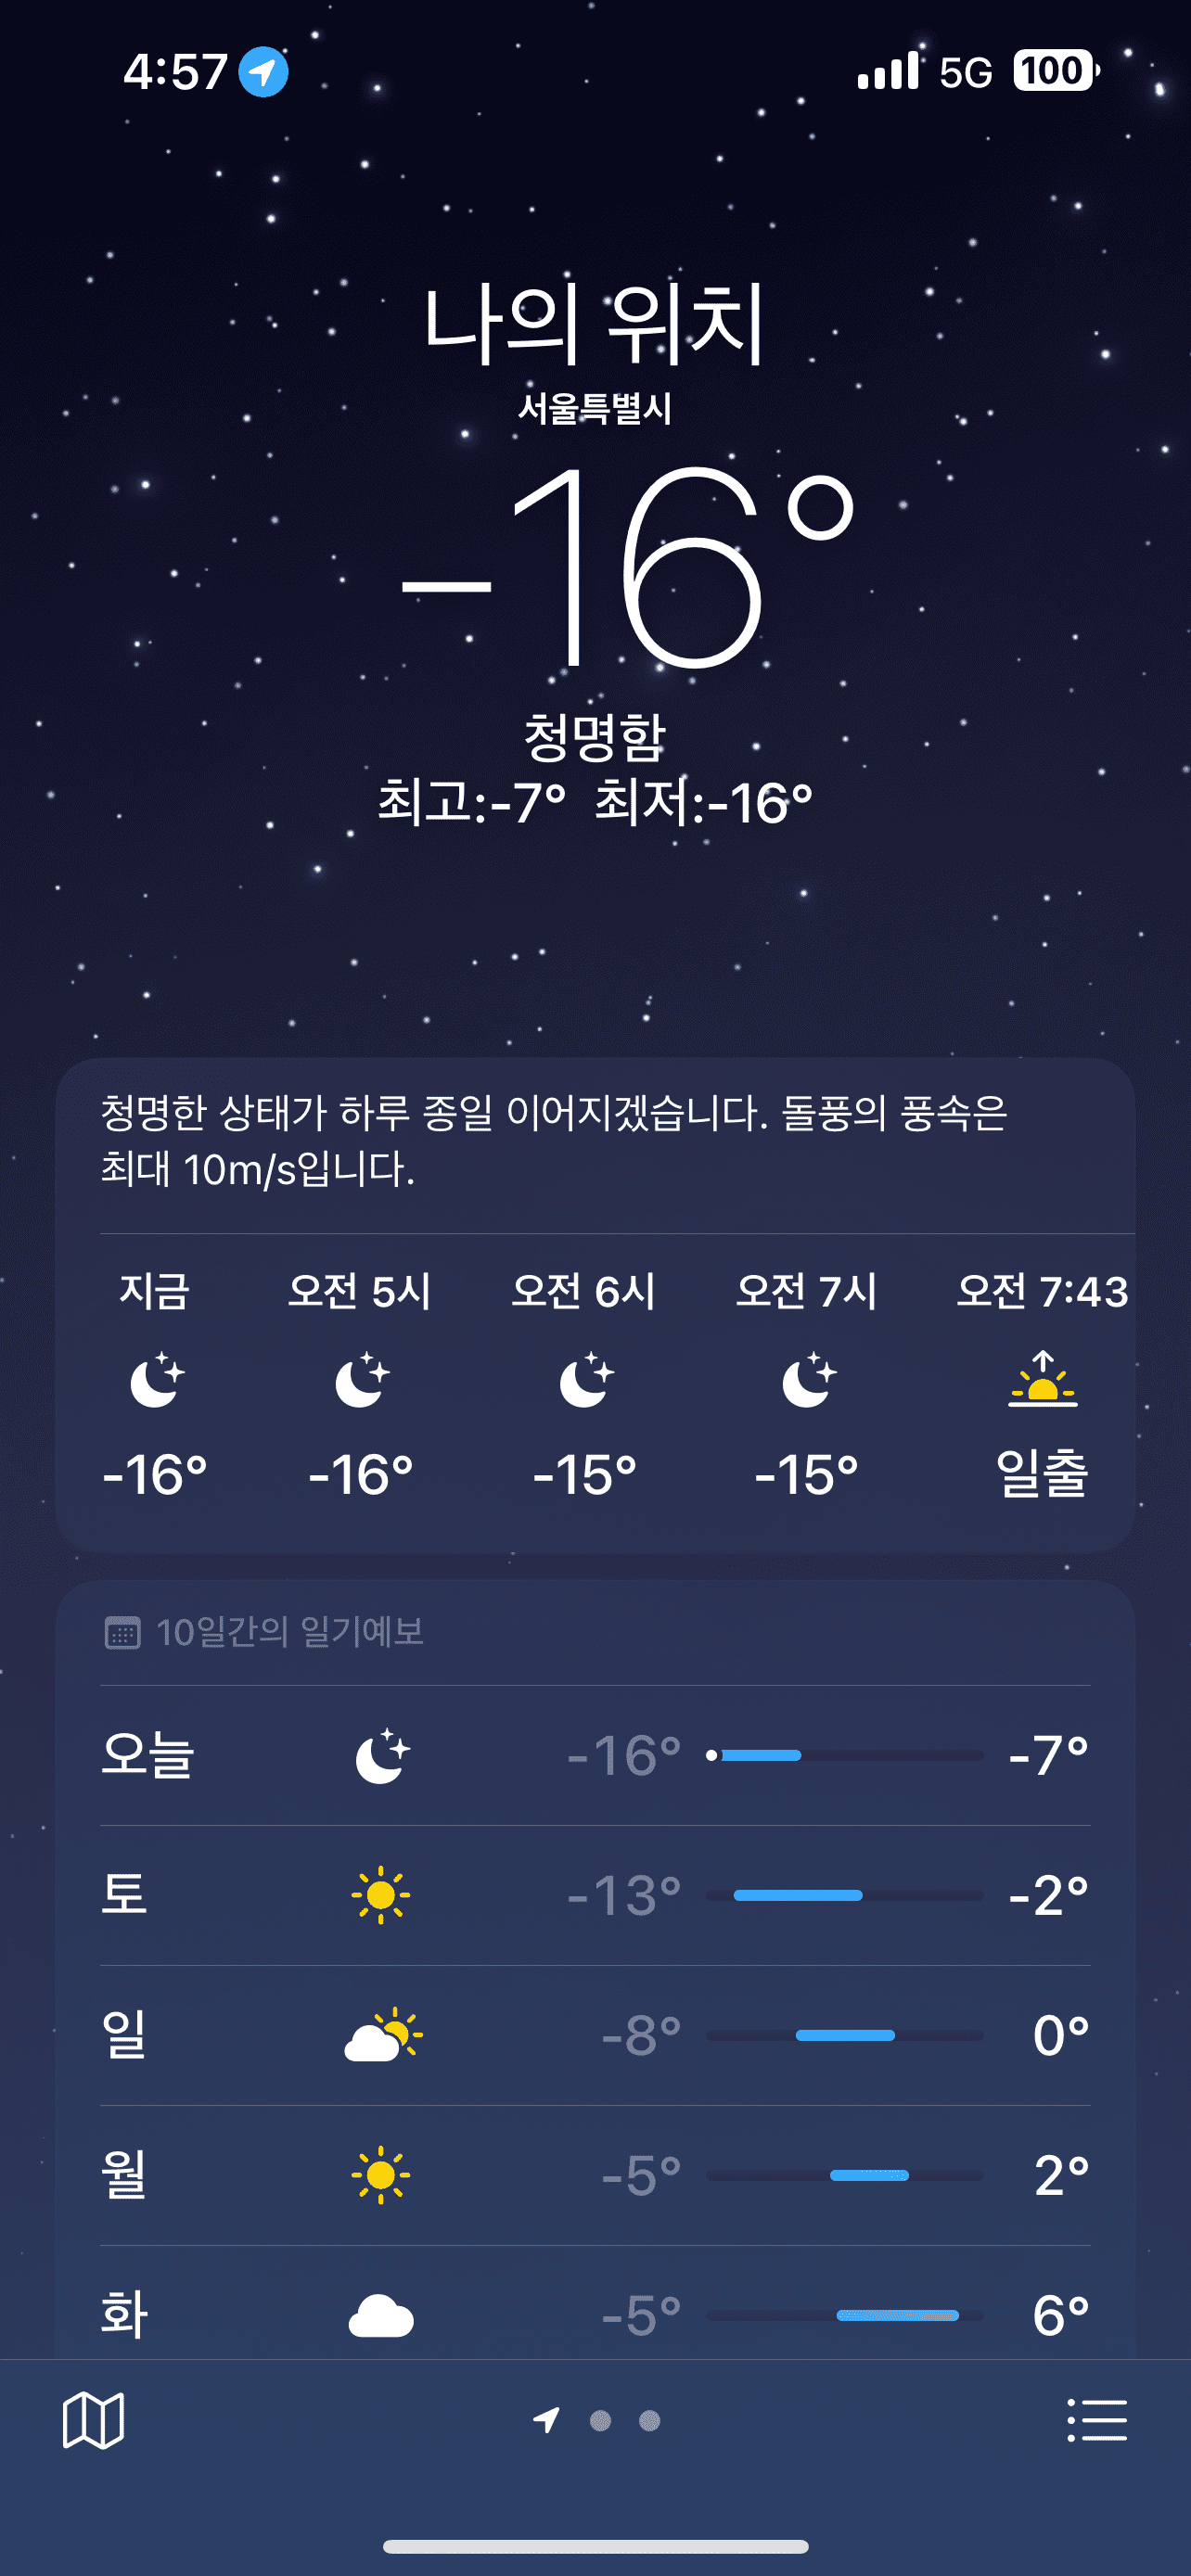 4:57
5G 100
나의 위치
서울특별시
-16°
청명함
최고:-7° 최저:-16°
청명한 상태가 하루 종일 이어지겠습니다. 돌풍의 풍속은
최대 10m/s입니다.
지금 오전 5시 오전 6시 오전 7시 오전 7:43
-16° -16° -15° -15° 일출
10일간의 일기예보
오늘 -16° -7°
토 -13° -2°
일 -8° 0°
월 -5° 2°
화 -5° 6°